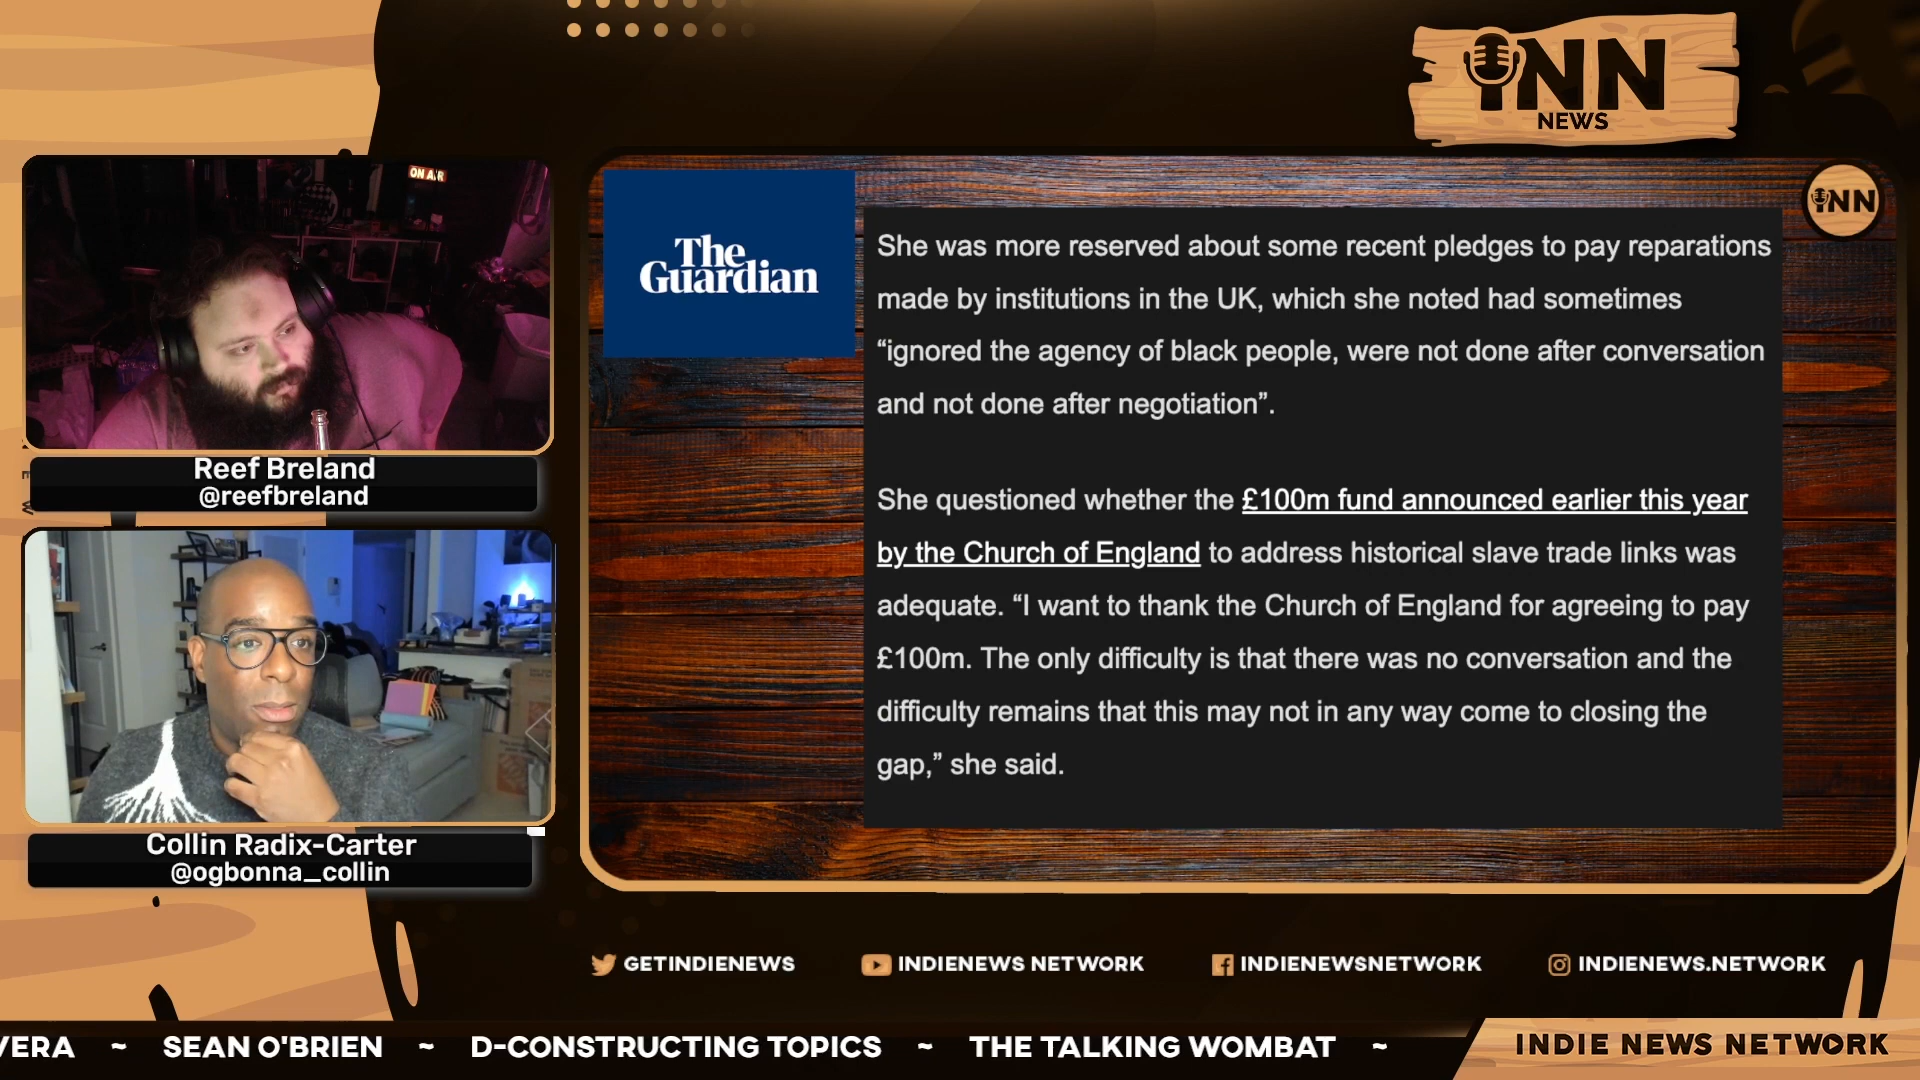 iNN
NEWS
ON AIR
iNN
The
Guardian
She was more reserved about some recent pledges to pay reparations
made by institutions in the UK, which she noted had sometimes
“ignored the agency of black people, were not done after conversation
and not done after negotiation”.
She questioned whether the £100m fund announced earlier this year
by the Church of England to address historical slave trade links was
adequate. “I want to thank the Church of England for agreeing to pay
£100m. The only difficulty is that there was no conversation and the
difficulty remains that this may not in any way come to closing the
gap,” she said.
Reef Breland
@reefbreland
Collin Radix-Carter
@ogbonna_collin
GETINDIENEWS
INDIENEWS NETWORK
INDIENEWSNETWORK
INDIENEWS.NETWORK
VERA ~ SEAN O'BRIEN ~ D-CONSTRUCTING TOPICS ~ THE TALKING WOMBAT ~
INDIE NEWS NETWORK